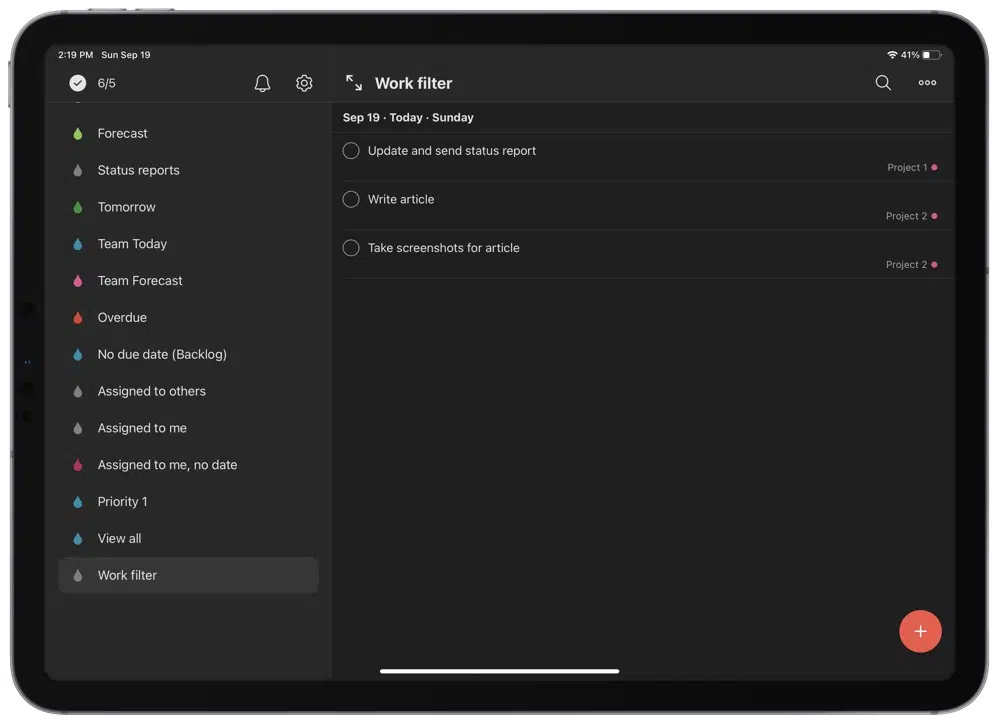 2:19 PM Sun Sep 19
41%
6/5
Forecast
Status reports
Tomorrow
Team Today
Team Forecast
Overdue
No due date (Backlog)
Assigned to others
Assigned to me
Assigned to me, no date
Priority 1
View all
Work filter
Work filter
Sep 19 · Today · Sunday
Update and send status report
Project 1
Write article
Project 2
Take screenshots for article
Project 2